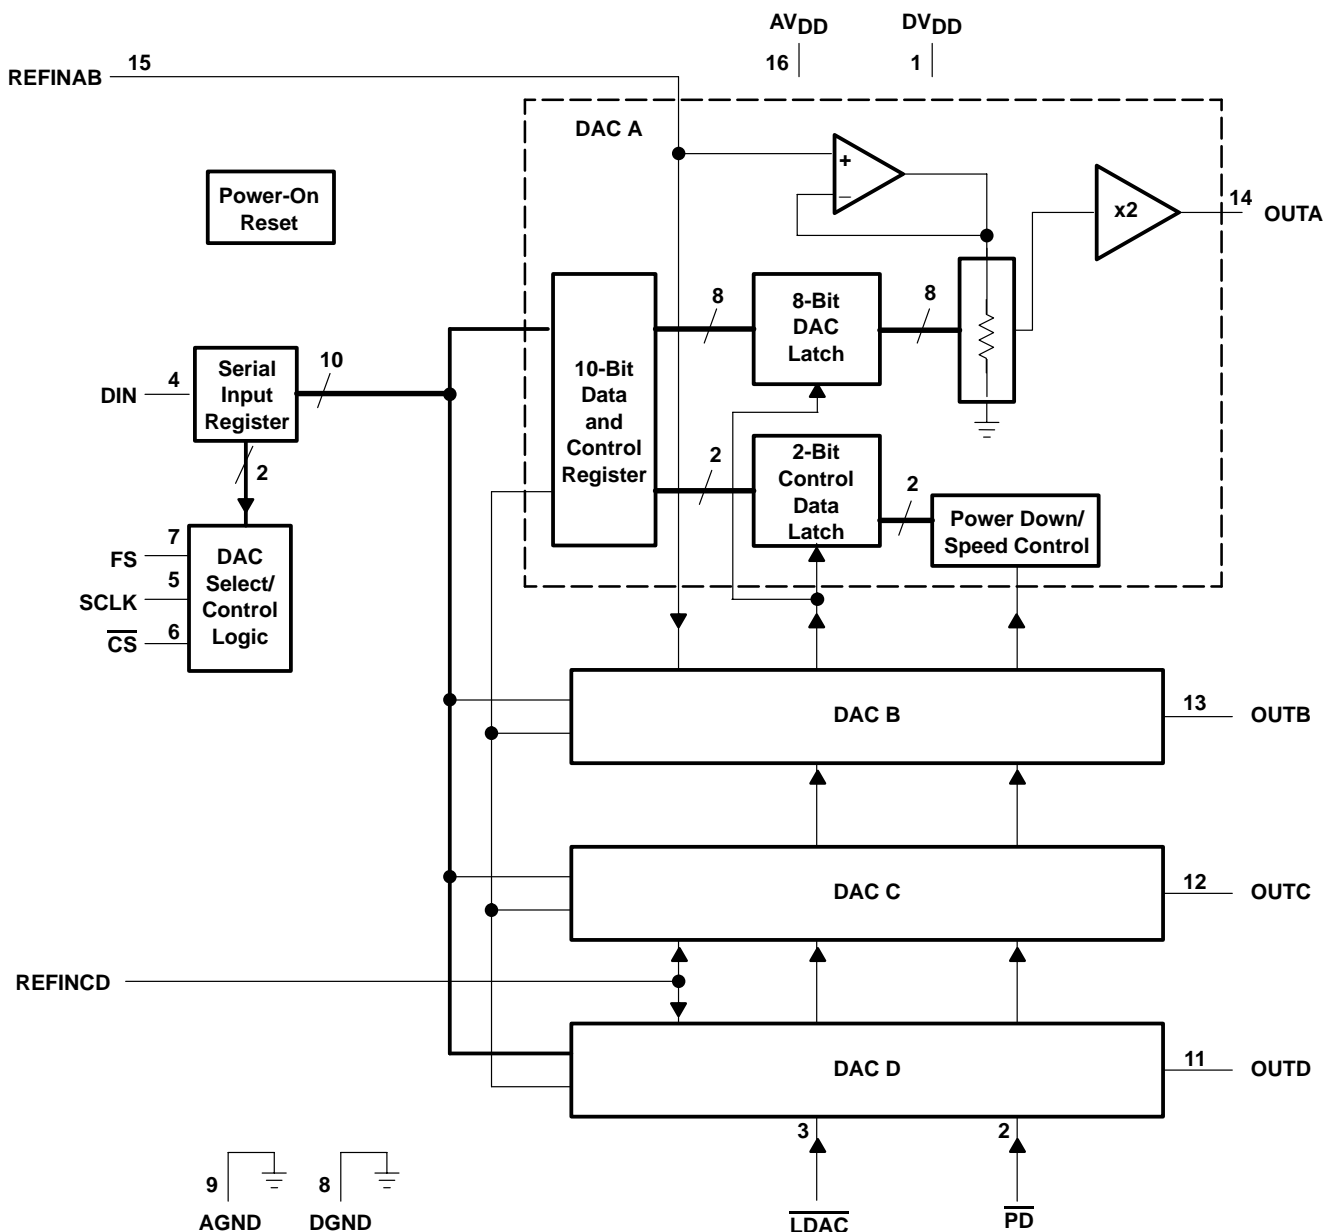 AVDD
DVDD
16
1
REFINAB
15
DAC A
Power-On
Reset
+
−
x2
14
OUTA
8
8-Bit
DAC
Latch
8
10-Bit
Data
and
Control
Register
DIN
4
Serial
Input
Register
10
2
2
2-Bit
Control
Data
Latch
2
Power Down/
Speed Control
FS
7
SCLK
5
CS
6
DAC
Select/
Control
Logic
DAC B
13
OUTB
DAC C
12
OUTC
REFINCD
DAC D
11
OUTD
3
2
9
8
AGND
DGND
LDAC
PD